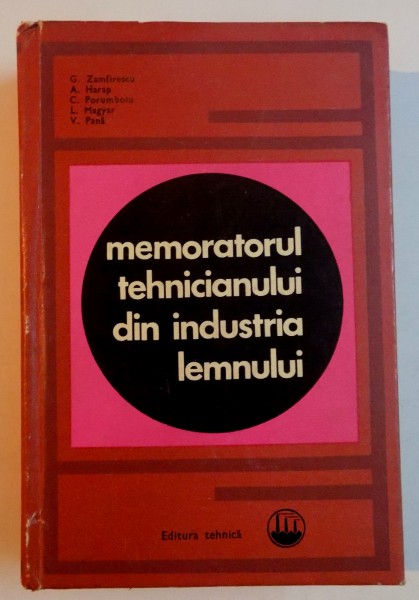 G. Zamfirescu
A. Harap
C. Porumboiu
L. Magyar
V. Pană
memoratorul
tehnicianului
din industria
lemnului
Editura tehnică